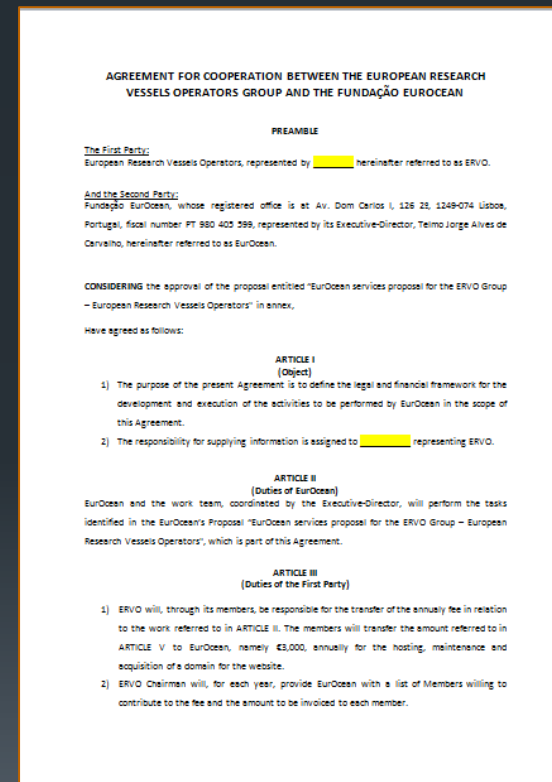 AGREEMENT FOR COOPERATION BETWEEN THE EUROPEAN RESEARCH
VESSELS OPERATORS GROUP AND THE FUNDAÇÃO EUROCEAN
PREAMBLE
The First Party:
European Research Vessels Operators, represented by ________ hereinafter referred to as ERVO.
And the Second Party:
Fundação EurOcean, whose registered office is at Av. Dom Carlos I, 126 2º, 1249-074 Lisboa,
Portugal, fiscal number PT 980 405 599, represented by its Executive-Director, Telmo Jorge Alves de
Carvalho, hereinafter referred to as EurOcean.
CONSIDERING the approval of the proposal entitled "EurOcean services proposal for the ERVO Group
– European Research Vessels Operators" in annex,
Have agreed as follows:
ARTICLE I
(Object)
1) The purpose of the present Agreement is to define the legal and financial framework for the
development and execution of the activities to be performed by EurOcean in the scope of
this Agreement.
2) The responsibility for supplying information is assigned to __________ representing ERVO.
ARTICLE II
(Duties of EurOcean)
EurOcean and the work team, coordinated by the Executive-Director, will perform the tasks
identified in the EurOcean's Proposal "EurOcean services proposal for the ERVO Group – European
Research Vessels Operators", which is part of this Agreement.
ARTICLE III
(Duties of the First Party)
1) ERVO will, through its members, be responsible for the transfer of the annualy fee in relation
to the work referred to in ARTICLE II. The members will transfer the amount referred to in
ARTICLE V to EurOcean, namely €3,000, annually for the hosting, maintenance and
acquisition of a domain for the website.
2) ERVO Chairman will, for each year, provide EurOcean with a list of Members willing to
contribute to the fee and the amount to be invoiced to each member.